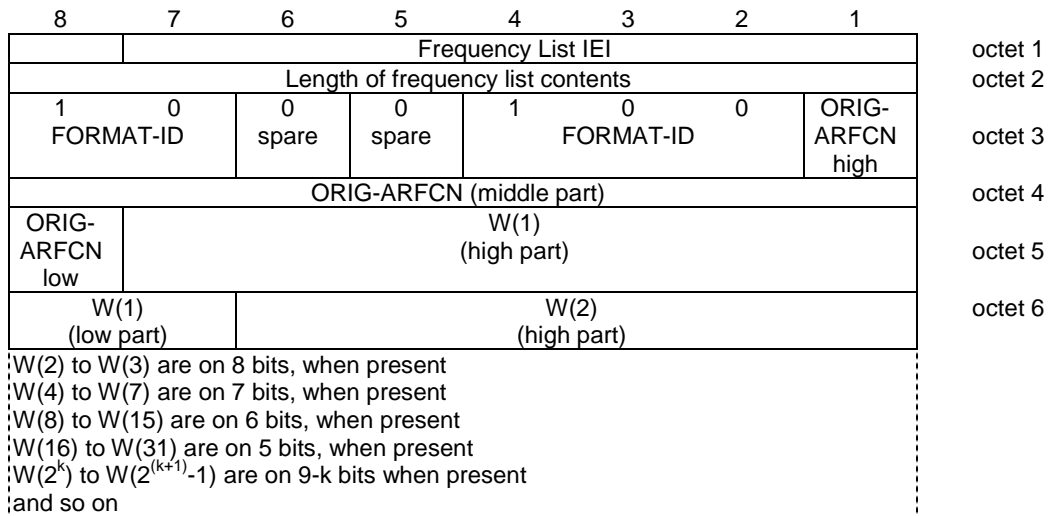 8 7 6 5 4 3 2 1
Frequency List IEI octet 1
Length of frequency list contents octet 2
1 0 0 0 1 0 0 ORIG-
FORMAT-ID spare spare FORMAT-ID ARFCN octet 3
high
ORIG-ARFCN (middle part) octet 4
ORIG- W(1)
ARFCN (high part) octet 5
low
W(1) W(2) octet 6
(low part) (high part)
W(2) to W(3) are on 8 bits, when present
W(4) to W(7) are on 7 bits, when present
W(8) to W(15) are on 6 bits, when present
W(16) to W(31) are on 5 bits, when present
W(2^k) to W(2^(k+1)-1) are on 9-k bits when present
and so on